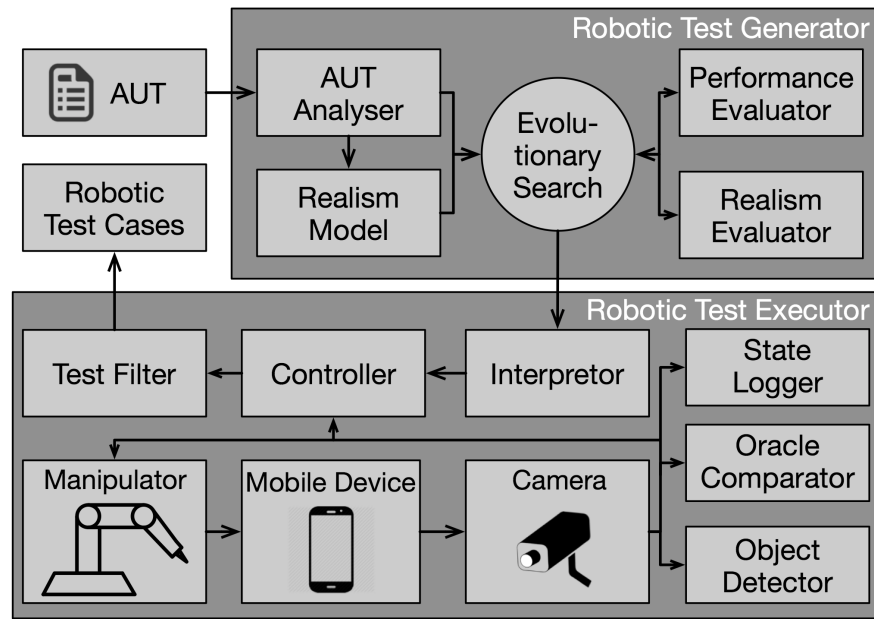 Robotic Test Generator
AUT
AUT
Analyser
Evolu-
tionary
Search
Performance
Evaluator
Robotic
Test Cases
Realism
Model
Realism
Evaluator
Robotic Test Executor
Test Filter
Controller
Interpretor
State
Logger
Manipulator
Mobile Device
Camera
Oracle
Comparator
Object
Detector